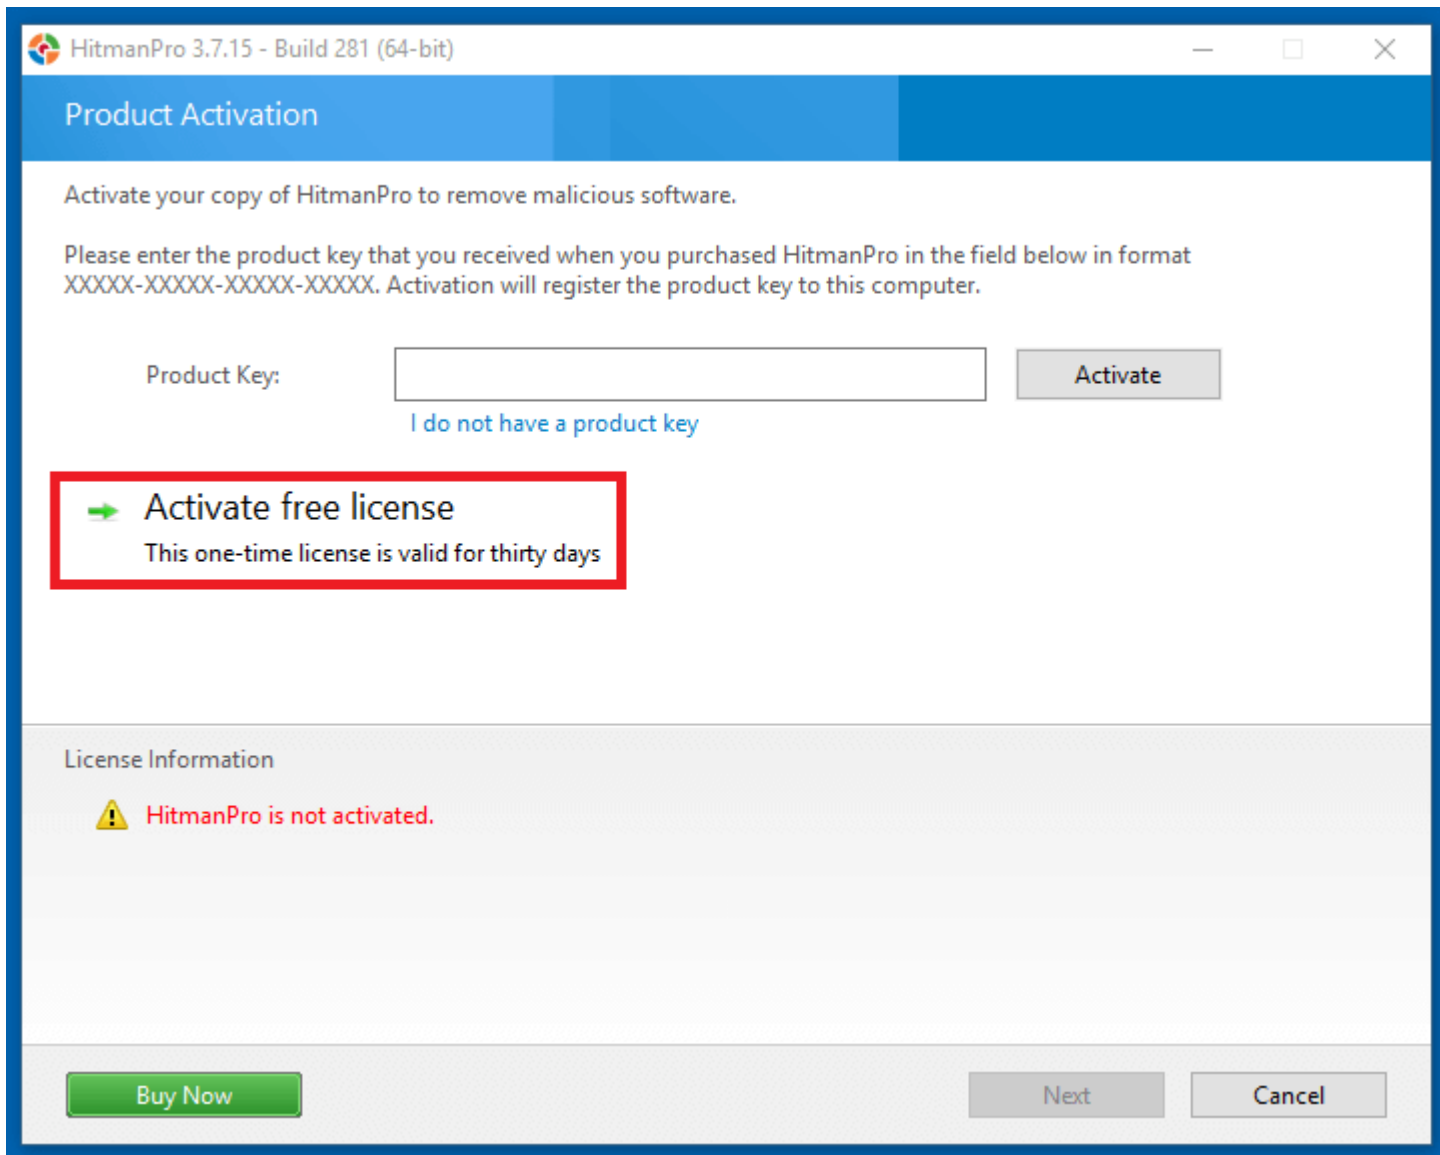 HitmanPro 3.7.15 - Build 281 (64-bit)
Product Activation
Activate your copy of HitmanPro to remove malicious software.
Please enter the product key that you received when you purchased HitmanPro in the field below in format
XXXXX-XXXXX-XXXXX-XXXXX. Activation will register the product key to this computer.
Product Key:
Activate
I do not have a product key
Activate free license
This one-time license is valid for thirty days
License Information
HitmanPro is not activated.
Buy Now
Next
Cancel